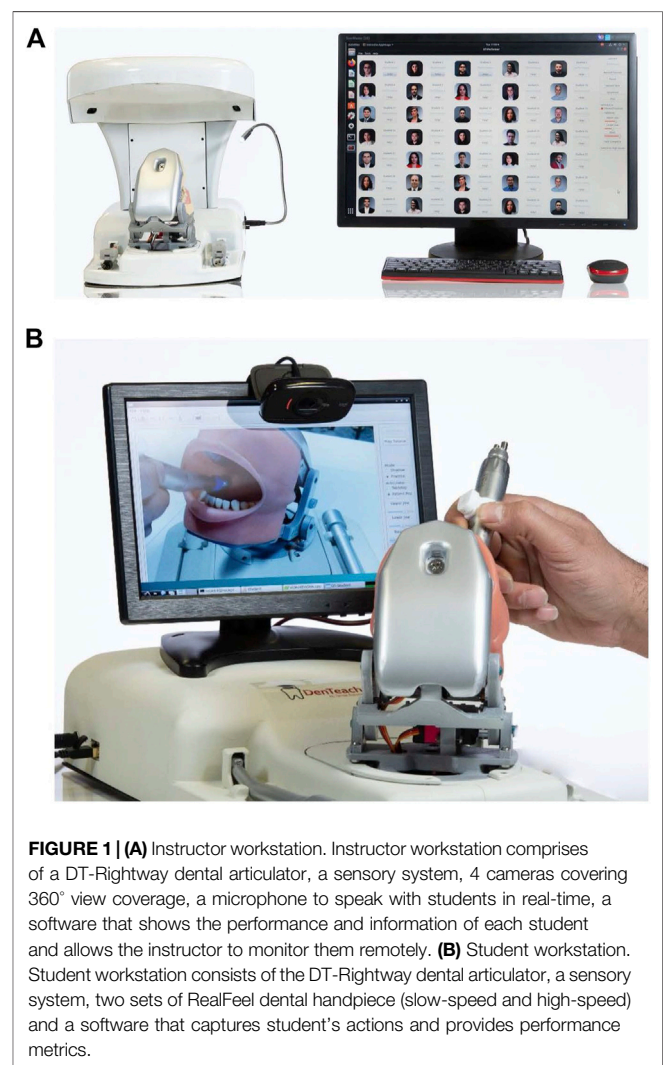 A
B
DenTeach
FIGURE 1 | (A) Instructor workstation. Instructor workstation comprises
of a DT-Rightway dental articulator, a sensory system, 4 cameras covering
360° view coverage, a microphone to speak with students in real-time, a
software that shows the performance and information of each student
and allows the instructor to monitor them remotely. (B) Student workstation.
Student workstation consists of the DT-Rightway dental articulator, a sensory
system, two sets of RealFeel dental handpiece (slow-speed and high-speed)
and a software that captures student's actions and provides performance
metrics.